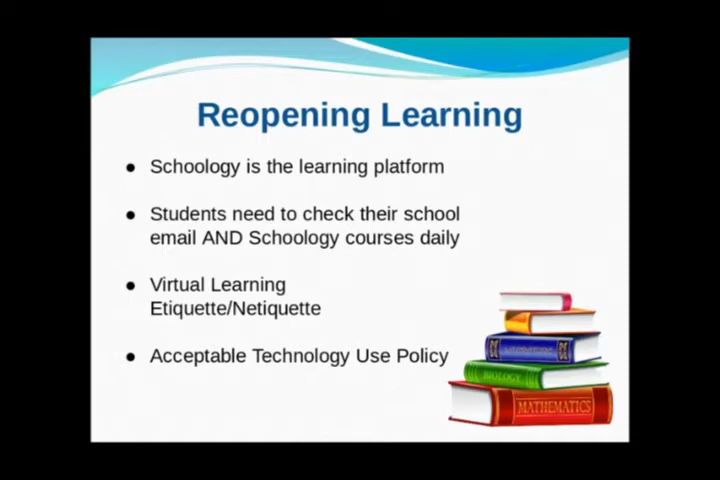 Reopening Learning
● Schoology is the learning platform
● Students need to check their school
email AND Schoology courses daily
● Virtual Learning
Etiquette/Netiquette
● Acceptable Technology Use Policy
BIOLOGY
MATHEMATICS